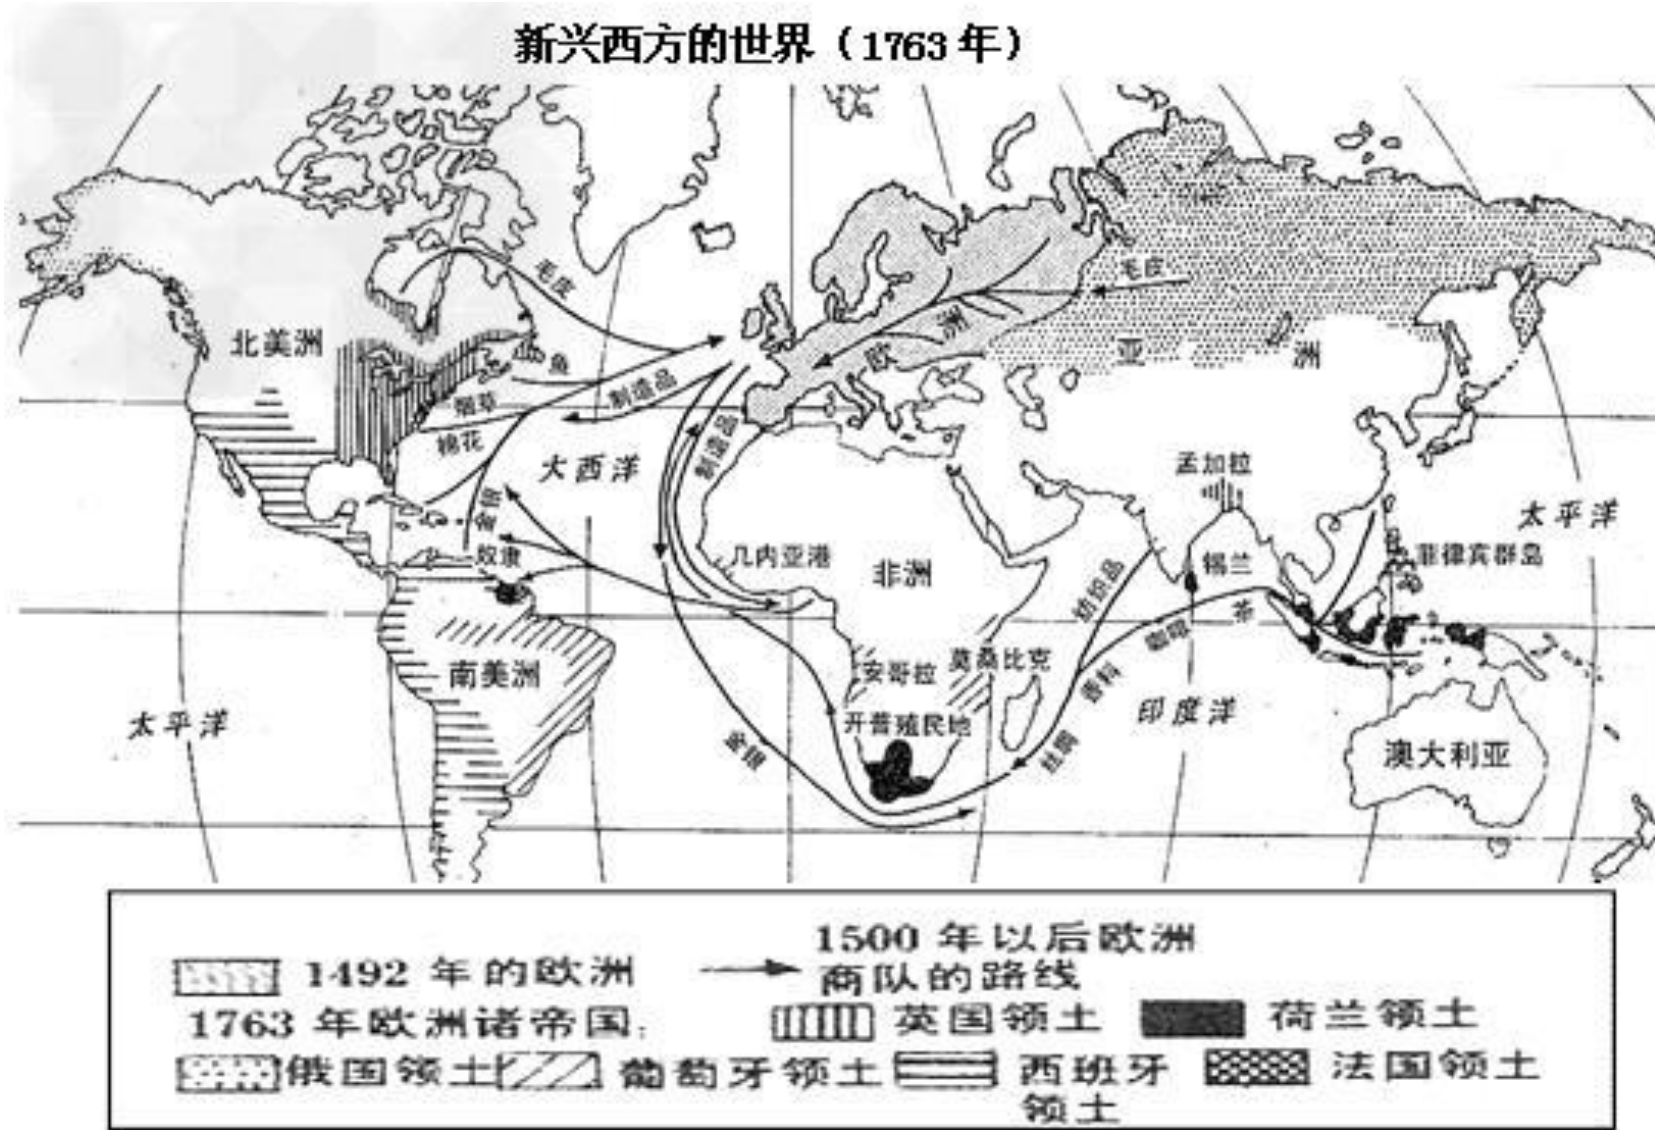 新兴西方的世界（1763年）
毛皮
毛皮
北美洲
鱼
欧
洲
亚
洲
制造品
烟草
棉花
制造品
大西洋
孟加拉
太平洋
金银
奴隶
几内亚港
非洲
纺织品
锡兰
菲律宾群岛
咖啡
茶
南美洲
安哥拉
莫桑比克
香料
太平洋
开普殖民地
印度洋
金银
丝绸
澳大利亚
1492年的欧洲
1500年以后欧洲
商队的路线
1763年欧洲诸帝国：
英国领土
荷兰领土
俄国领土
葡萄牙领土
西班牙
领土
法国领土